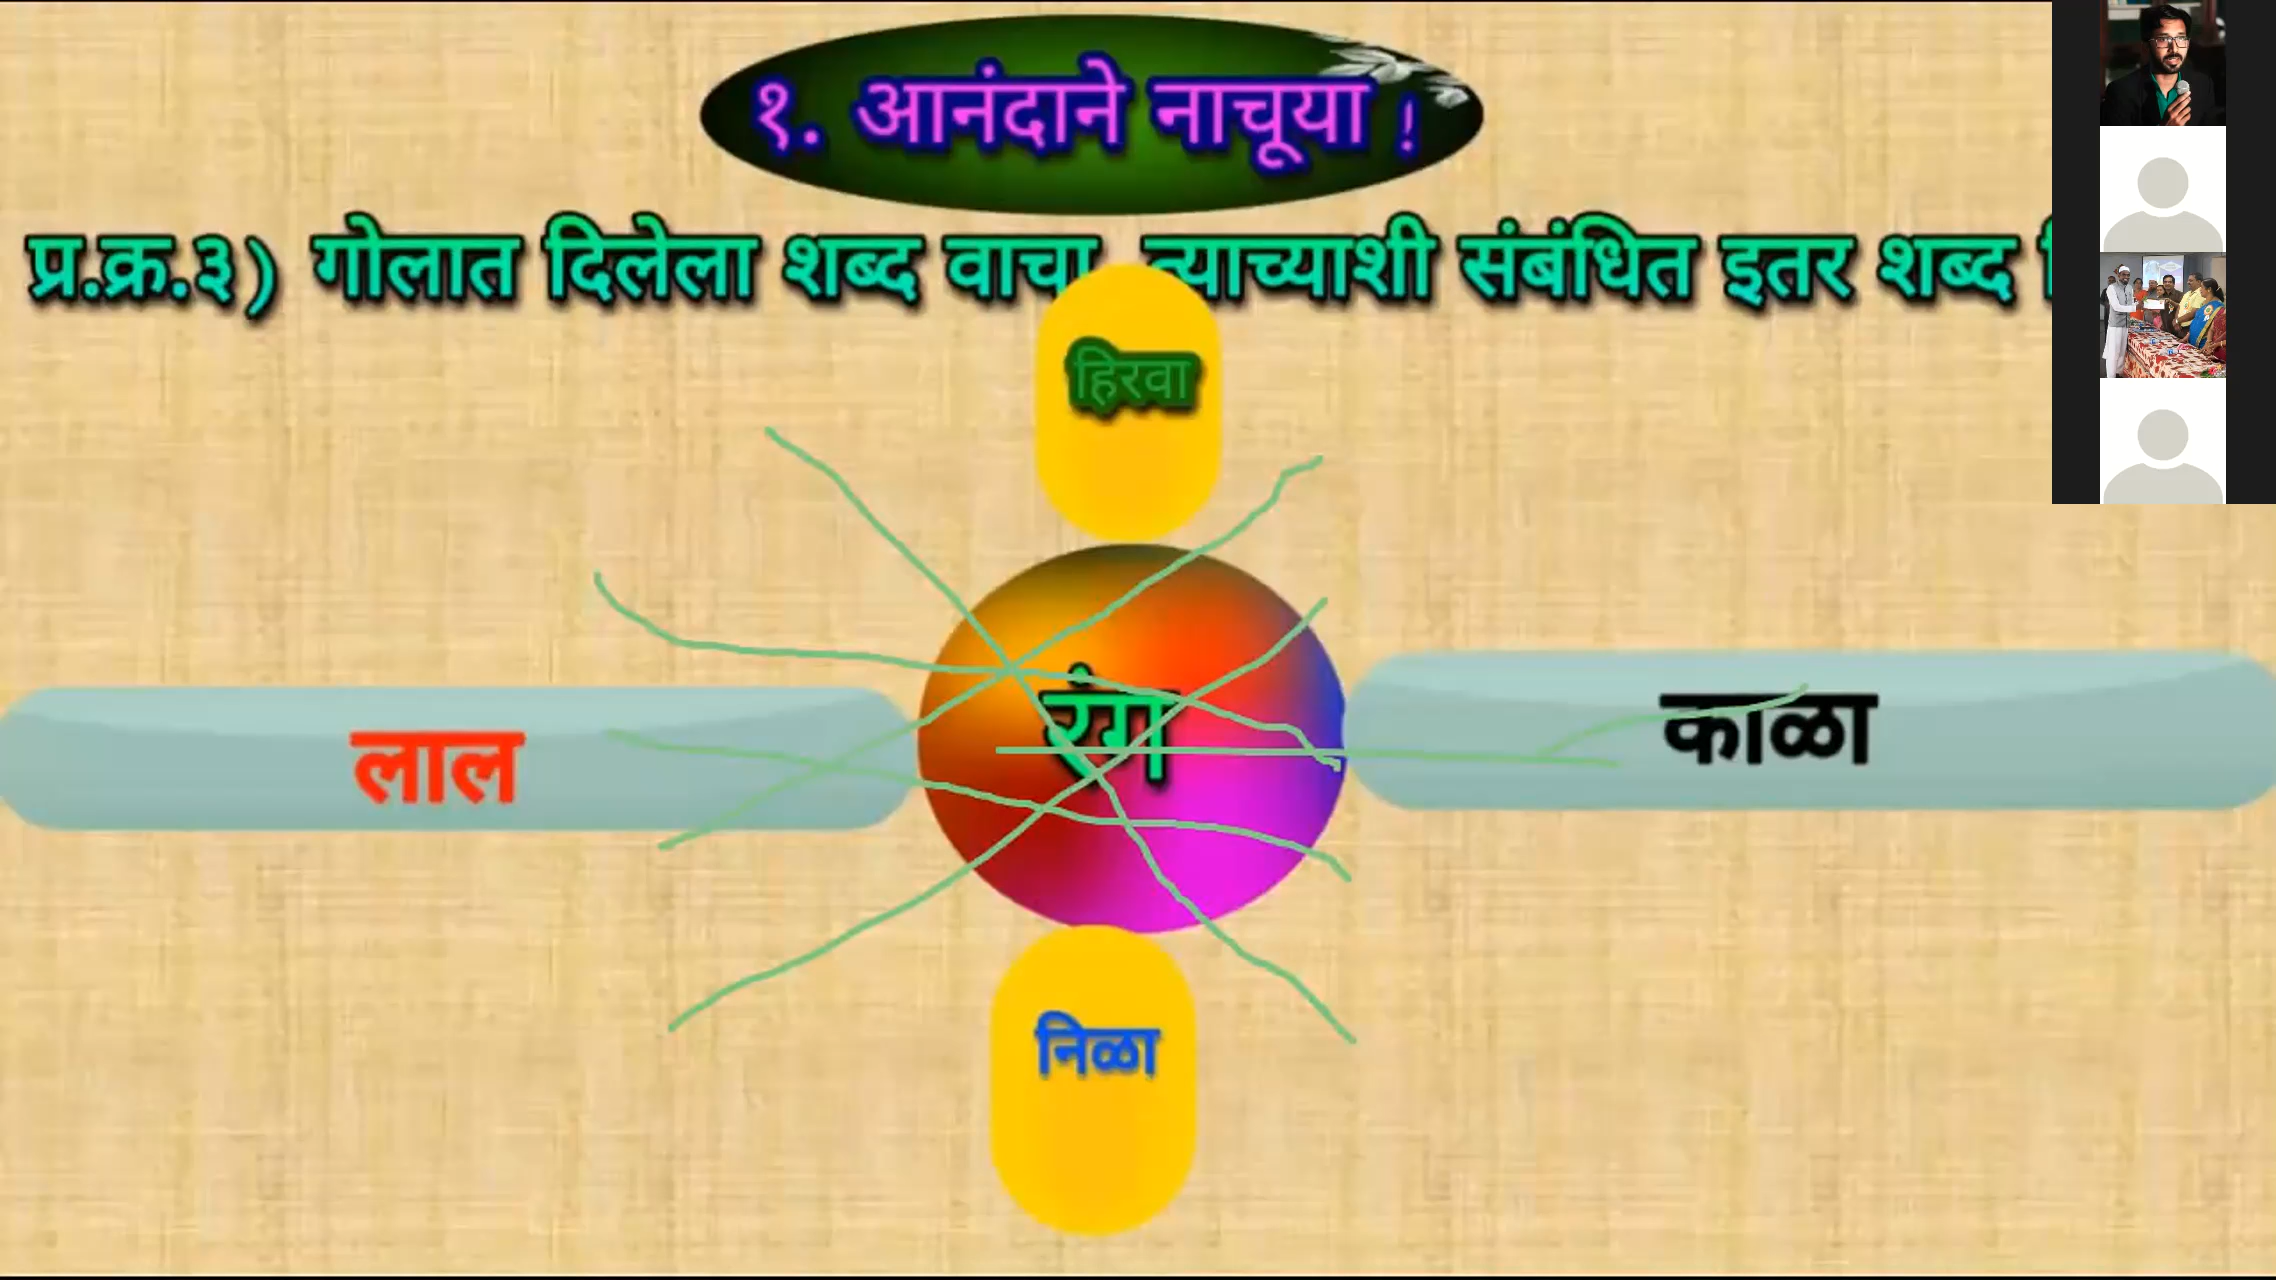 १. आनंदाने नाचूया !
प्र.क्र.३) गोलात दिलेला शब्द वाचा त्याच्याशी संबंधित इतर शब्द
हिरवा
लाल
रंग
काळा
निळा